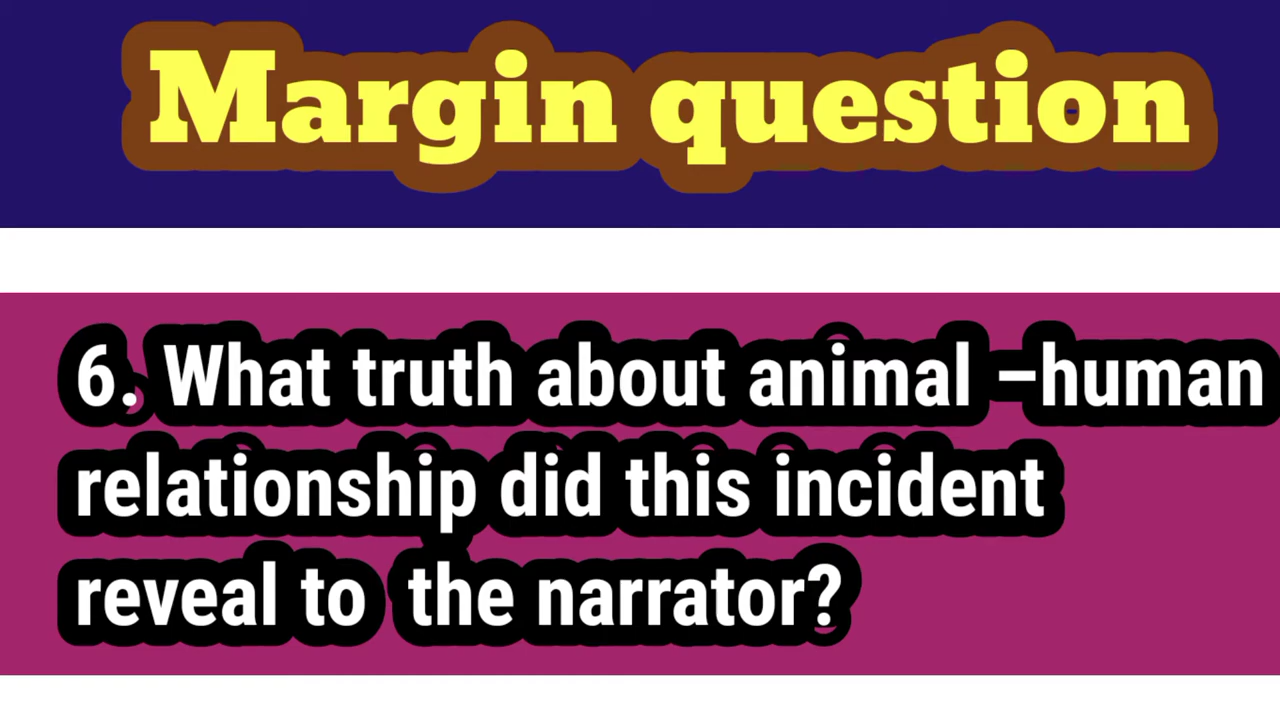 Margin question
6. What truth about animal –human
relationship did this incident
reveal to the narrator?